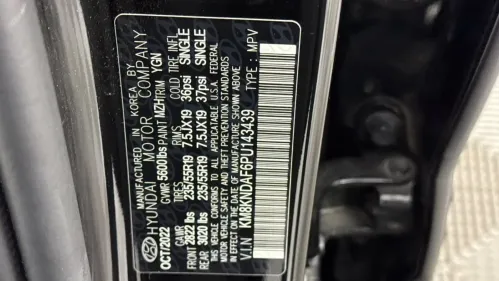 MANUFACTURED IN KOREA BY
HYUNDAI MOTOR COMPANY
OCT/2022 GVWR 5600 lbs PAINT MZH TRIM YGN
GAWR TIRES RIMS COLD TIRE INFL
FRONT 2822 lbs 235/55R19 7.5JX19 36psi SINGLE
REAR 3020 lbs 235/55R19 7.5JX19 37psi SINGLE
THIS VEHICLE CONFORMS TO ALL APPLICABLE U.S.A. FEDERAL
MOTOR VEHICLE SAFETY AND THEFT PREVENTION STANDARDS
IN EFFECT ON THE DATE OF MANUFACTURE SHOWN ABOVE.
V.I.N : KM8KNDAF6PU143439 TYPE : MPV